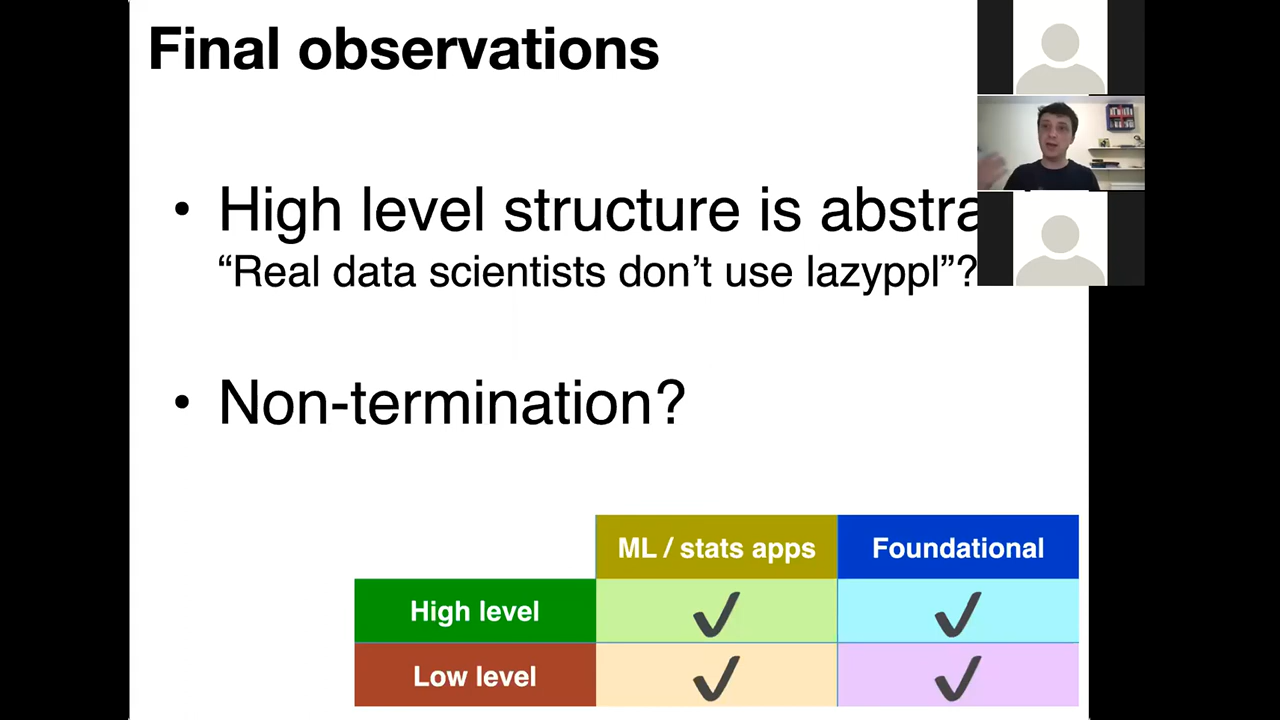 Final observations
• High level structure is abstra
“Real data scientists don’t use lazyppl”?
• Non-termination?
ML / stats apps Foundational
High level ✔ ✔
Low level ✔ ✔